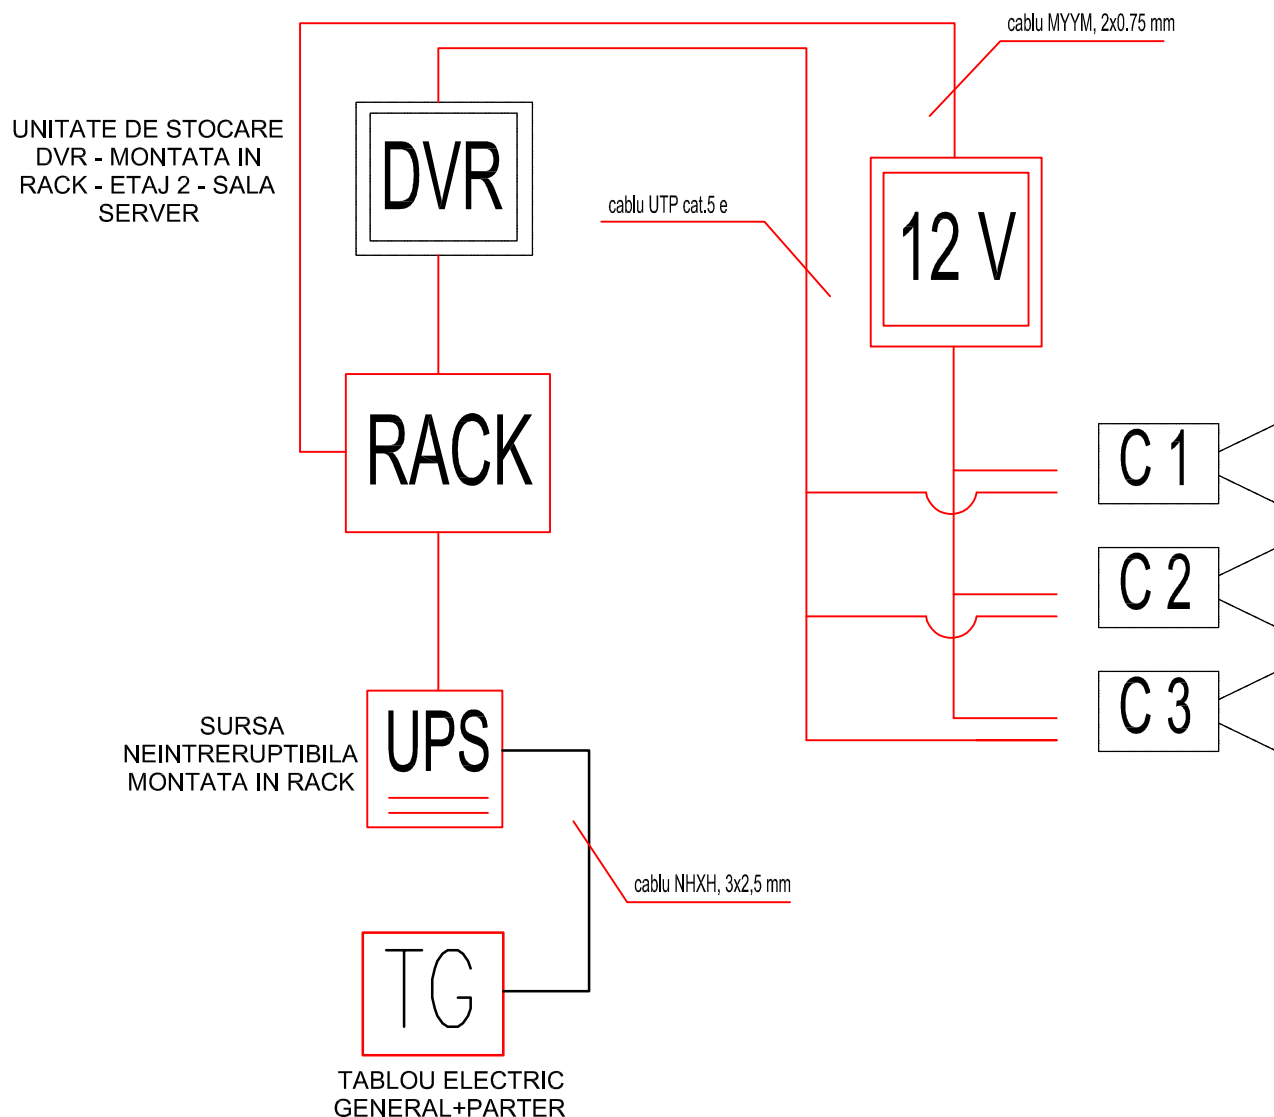 cablu MYYM, 2x0.75 mm
UNITATE DE STOCARE
DVR - MONTATA IN
RACK - ETAJ 2 - SALA
SERVER
DVR
cablu UTP cat.5 e
12 V
RACK
C 1
C 2
C 3
SURSA
NEINTRERUPTIBILA
MONTATA IN RACK
UPS
cablu NHXH, 3x2,5 mm
TG
TABLOU ELECTRIC
GENERAL+PARTER